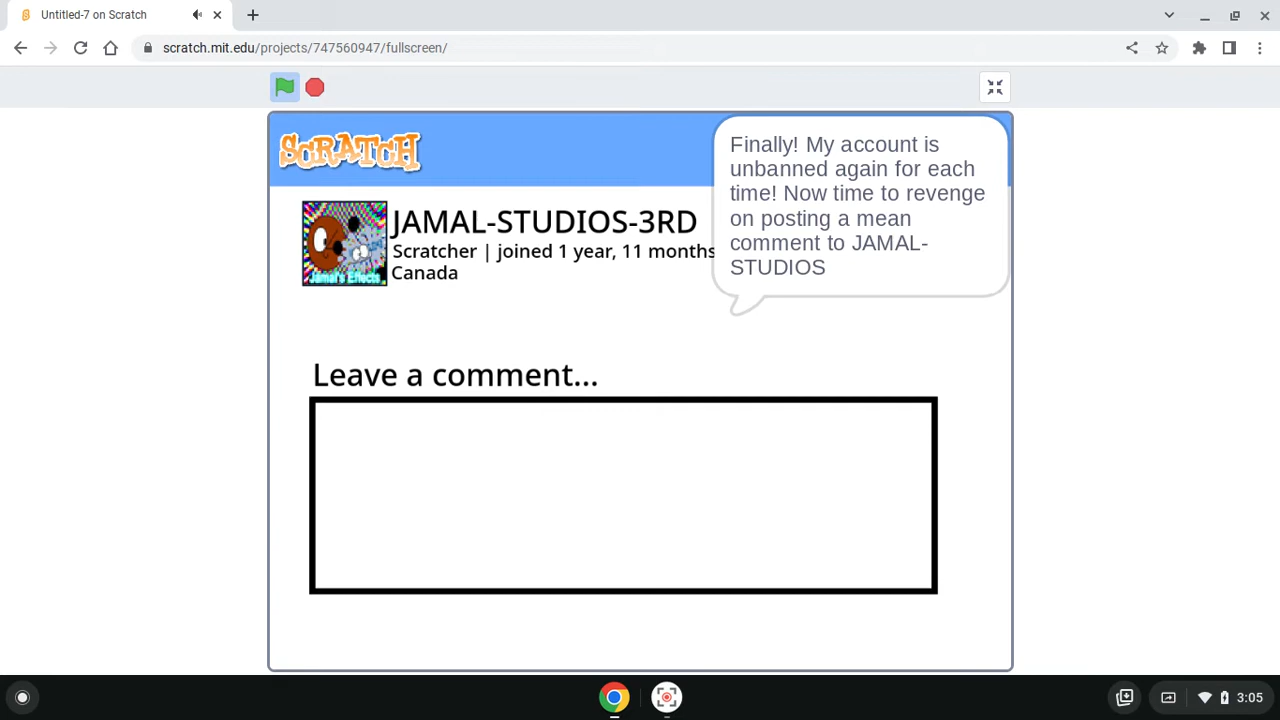 Untitled-7 on Scratch
scratch.mit.edu/projects/747560947/fullscreen/
SCRATCH
Finally! My account is
unbanned again for each
time! Now time to revenge
on posting a mean
comment to JAMAL-
STUDIOS
JAMAL-STUDIOS-3RD
Scratcher | joined 1 year, 11 months
Canada
Jamal's Effects
Leave a comment...
3:05